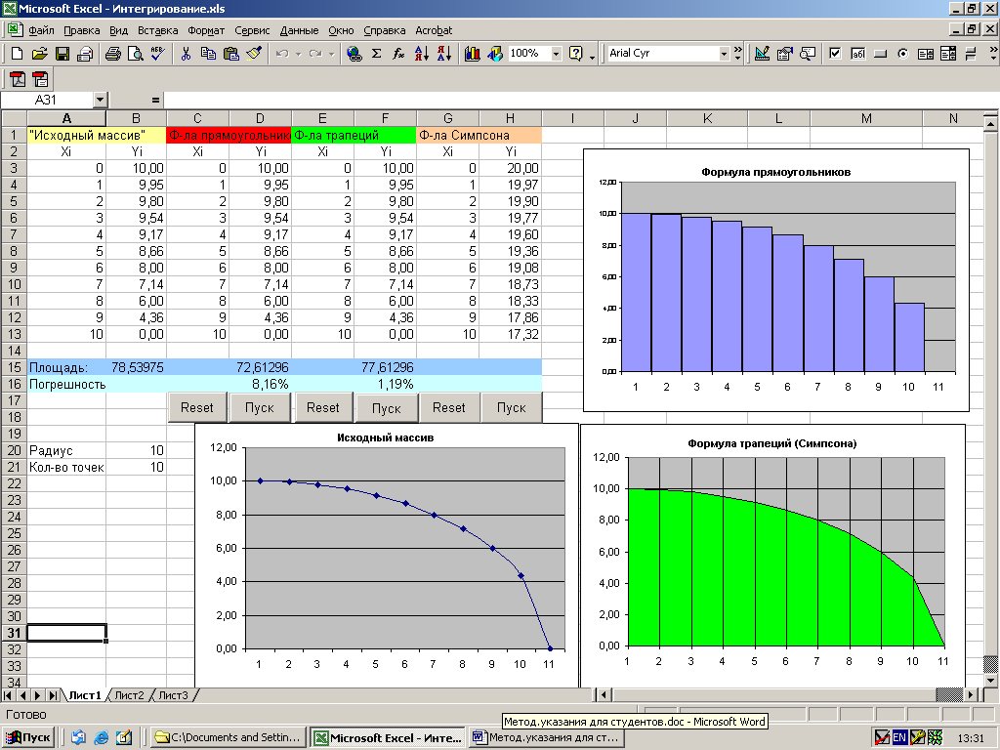 Microsoft Excel - Интегрирование.xls
Файл Правка Вид Вставка Формат Сервис Данные Окно Справка Acrobat
100% Arial Cyr
A31 =
A B C D E F G H I J K L M N
1 "Исходный массив" Ф-ла прямоугольник Ф-ла трапеций Ф-ла Симпсона
2 Xi Yi Xi Yi Xi Yi Xi Yi
3 0 10,00 0 10,00 0 10,00 0 20,00
4 1 9,95 1 9,95 1 9,95 1 19,97
5 2 9,80 2 9,80 2 9,80 2 19,90
6 3 9,54 3 9,54 3 9,54 3 19,77
7 4 9,17 4 9,17 4 9,17 4 19,60
8 5 8,66 5 8,66 5 8,66 5 19,36
9 6 8,00 6 8,00 6 8,00 6 19,08
10 7 7,14 7 7,14 7 7,14 7 18,73
11 8 6,00 8 6,00 8 6,00 8 18,33
12 9 4,36 9 4,36 9 4,36 9 17,86
13 10 0,00 10 0,00 10 0,00 10 17,32
14
15 Площадь: 78,53975 72,61296 77,61296
16 Погрешность 8,16% 1,19%
17 Reset Пуск Reset Пуск Reset Пуск
18
19
20 Радиус 10
21 Кол-во точек 10
22
23
24
25
26
27
28
29
30
31
32
33
34
Формула прямоугольников
12,00
10,00
8,00
6,00
4,00
2,00
0,00
1 2 3 4 5 6 7 8 9 10 11
Исходный массив
12,00
10,00
8,00
6,00
4,00
2,00
0,00
1 2 3 4 5 6 7 8 9 10 11
Формула трапеций (Симпсона)
12,00
10,00
8,00
6,00
4,00
2,00
0,00
1 2 3 4 5 6 7 8 9 10 11
Лист1 Лист2 Лист3
Готово
Метод.указания для студентов.doc - Microsoft Word
Пуск C:\Documents and Settin... Microsoft Excel - Инте... Метод.указания для ст... EN 13:31